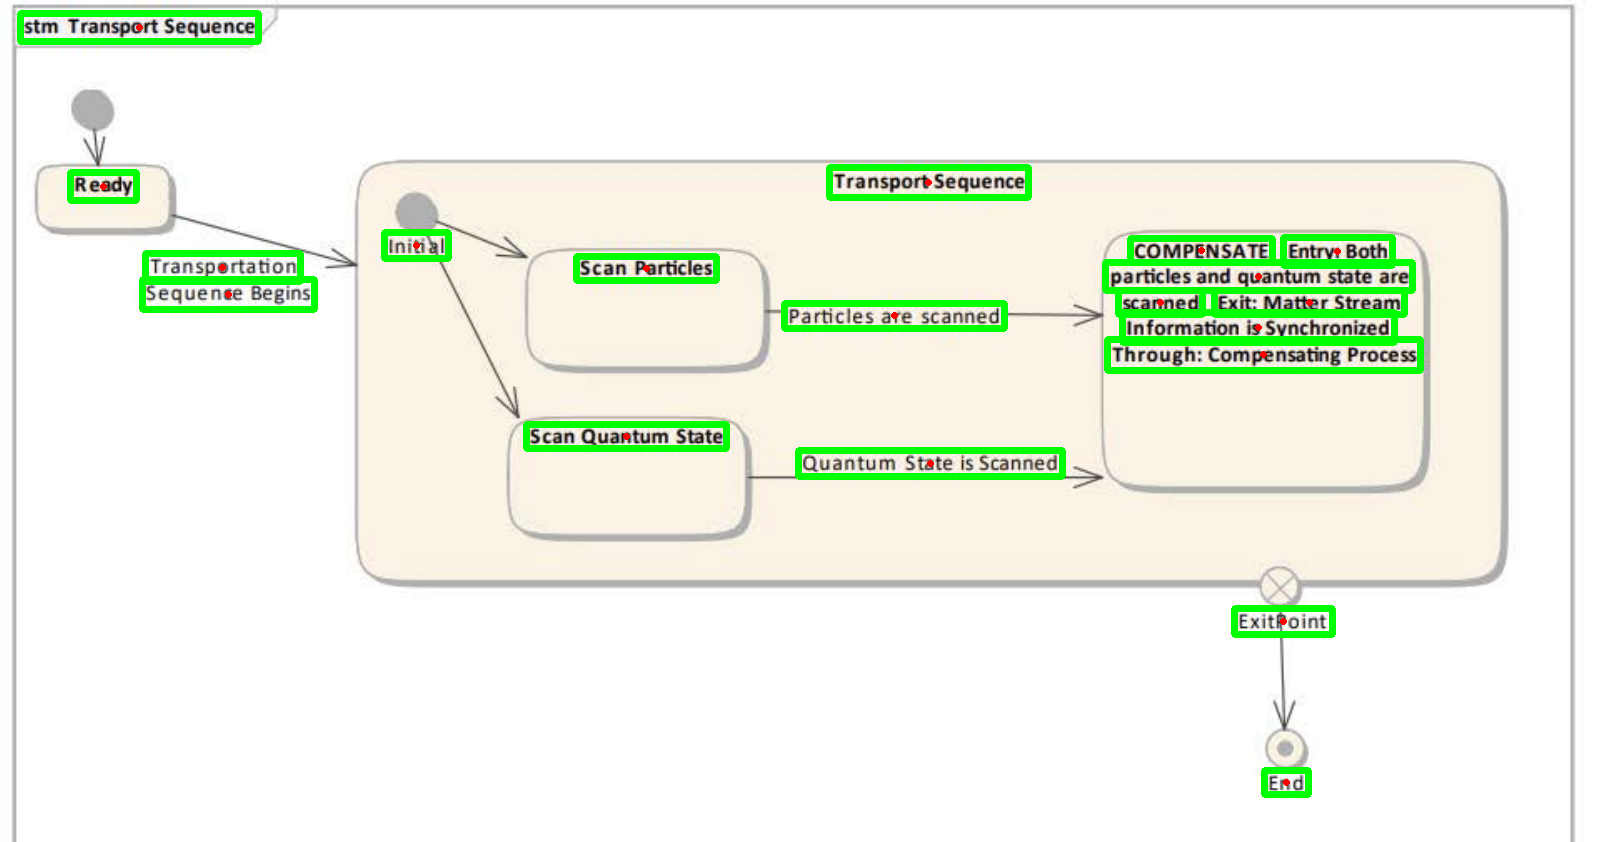 stm Transport Sequence
Ready
Transportation
Sequence Begins
Transport Sequence
Initial
Scan Particles
Particles are scanned
Scan Quantum State
Quantum State is Scanned
COMPENSATE Entry: Both
particles and quantum state are
scanned Exit: Matter Stream
Information is Synchronized
Through: Compensating Process
ExitPoint
End